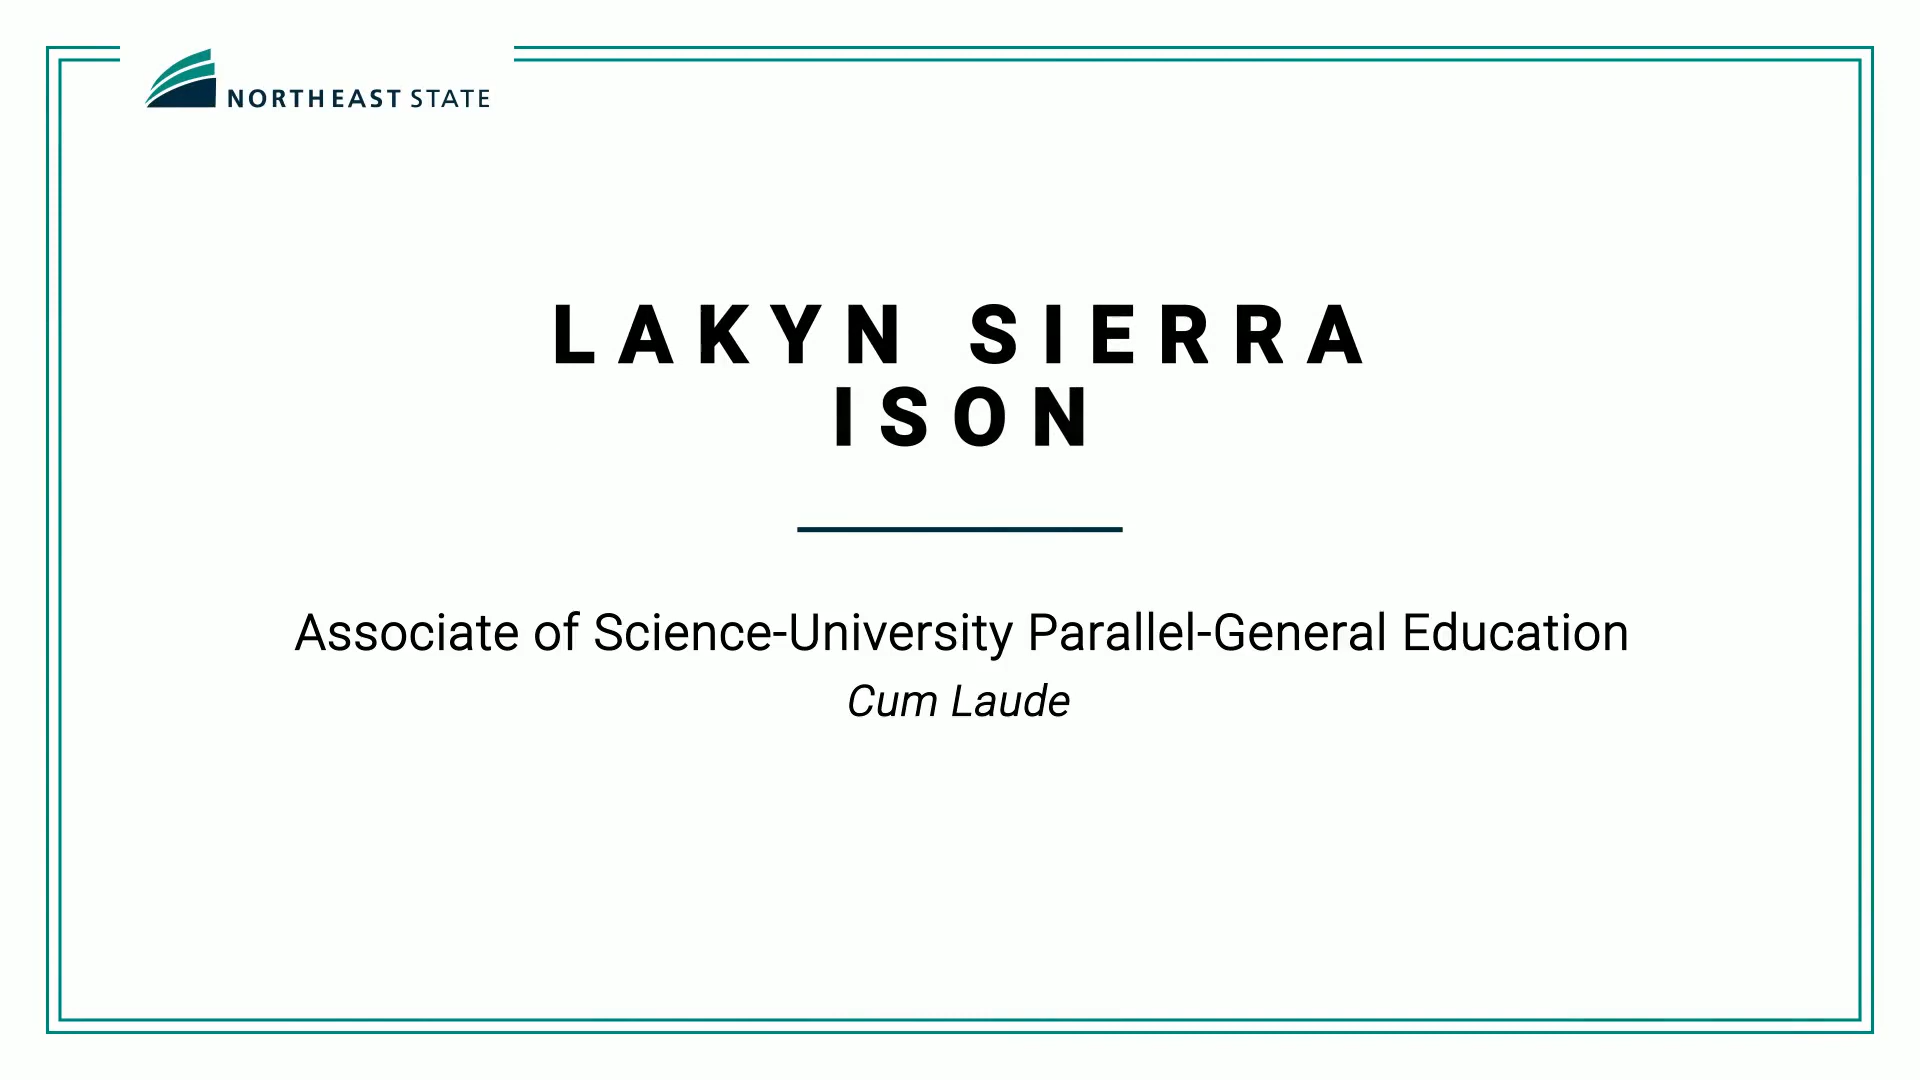 NORTHEAST STATE
LAKYN SIERRA
ISON
Associate of Science-University Parallel-General Education
Cum Laude